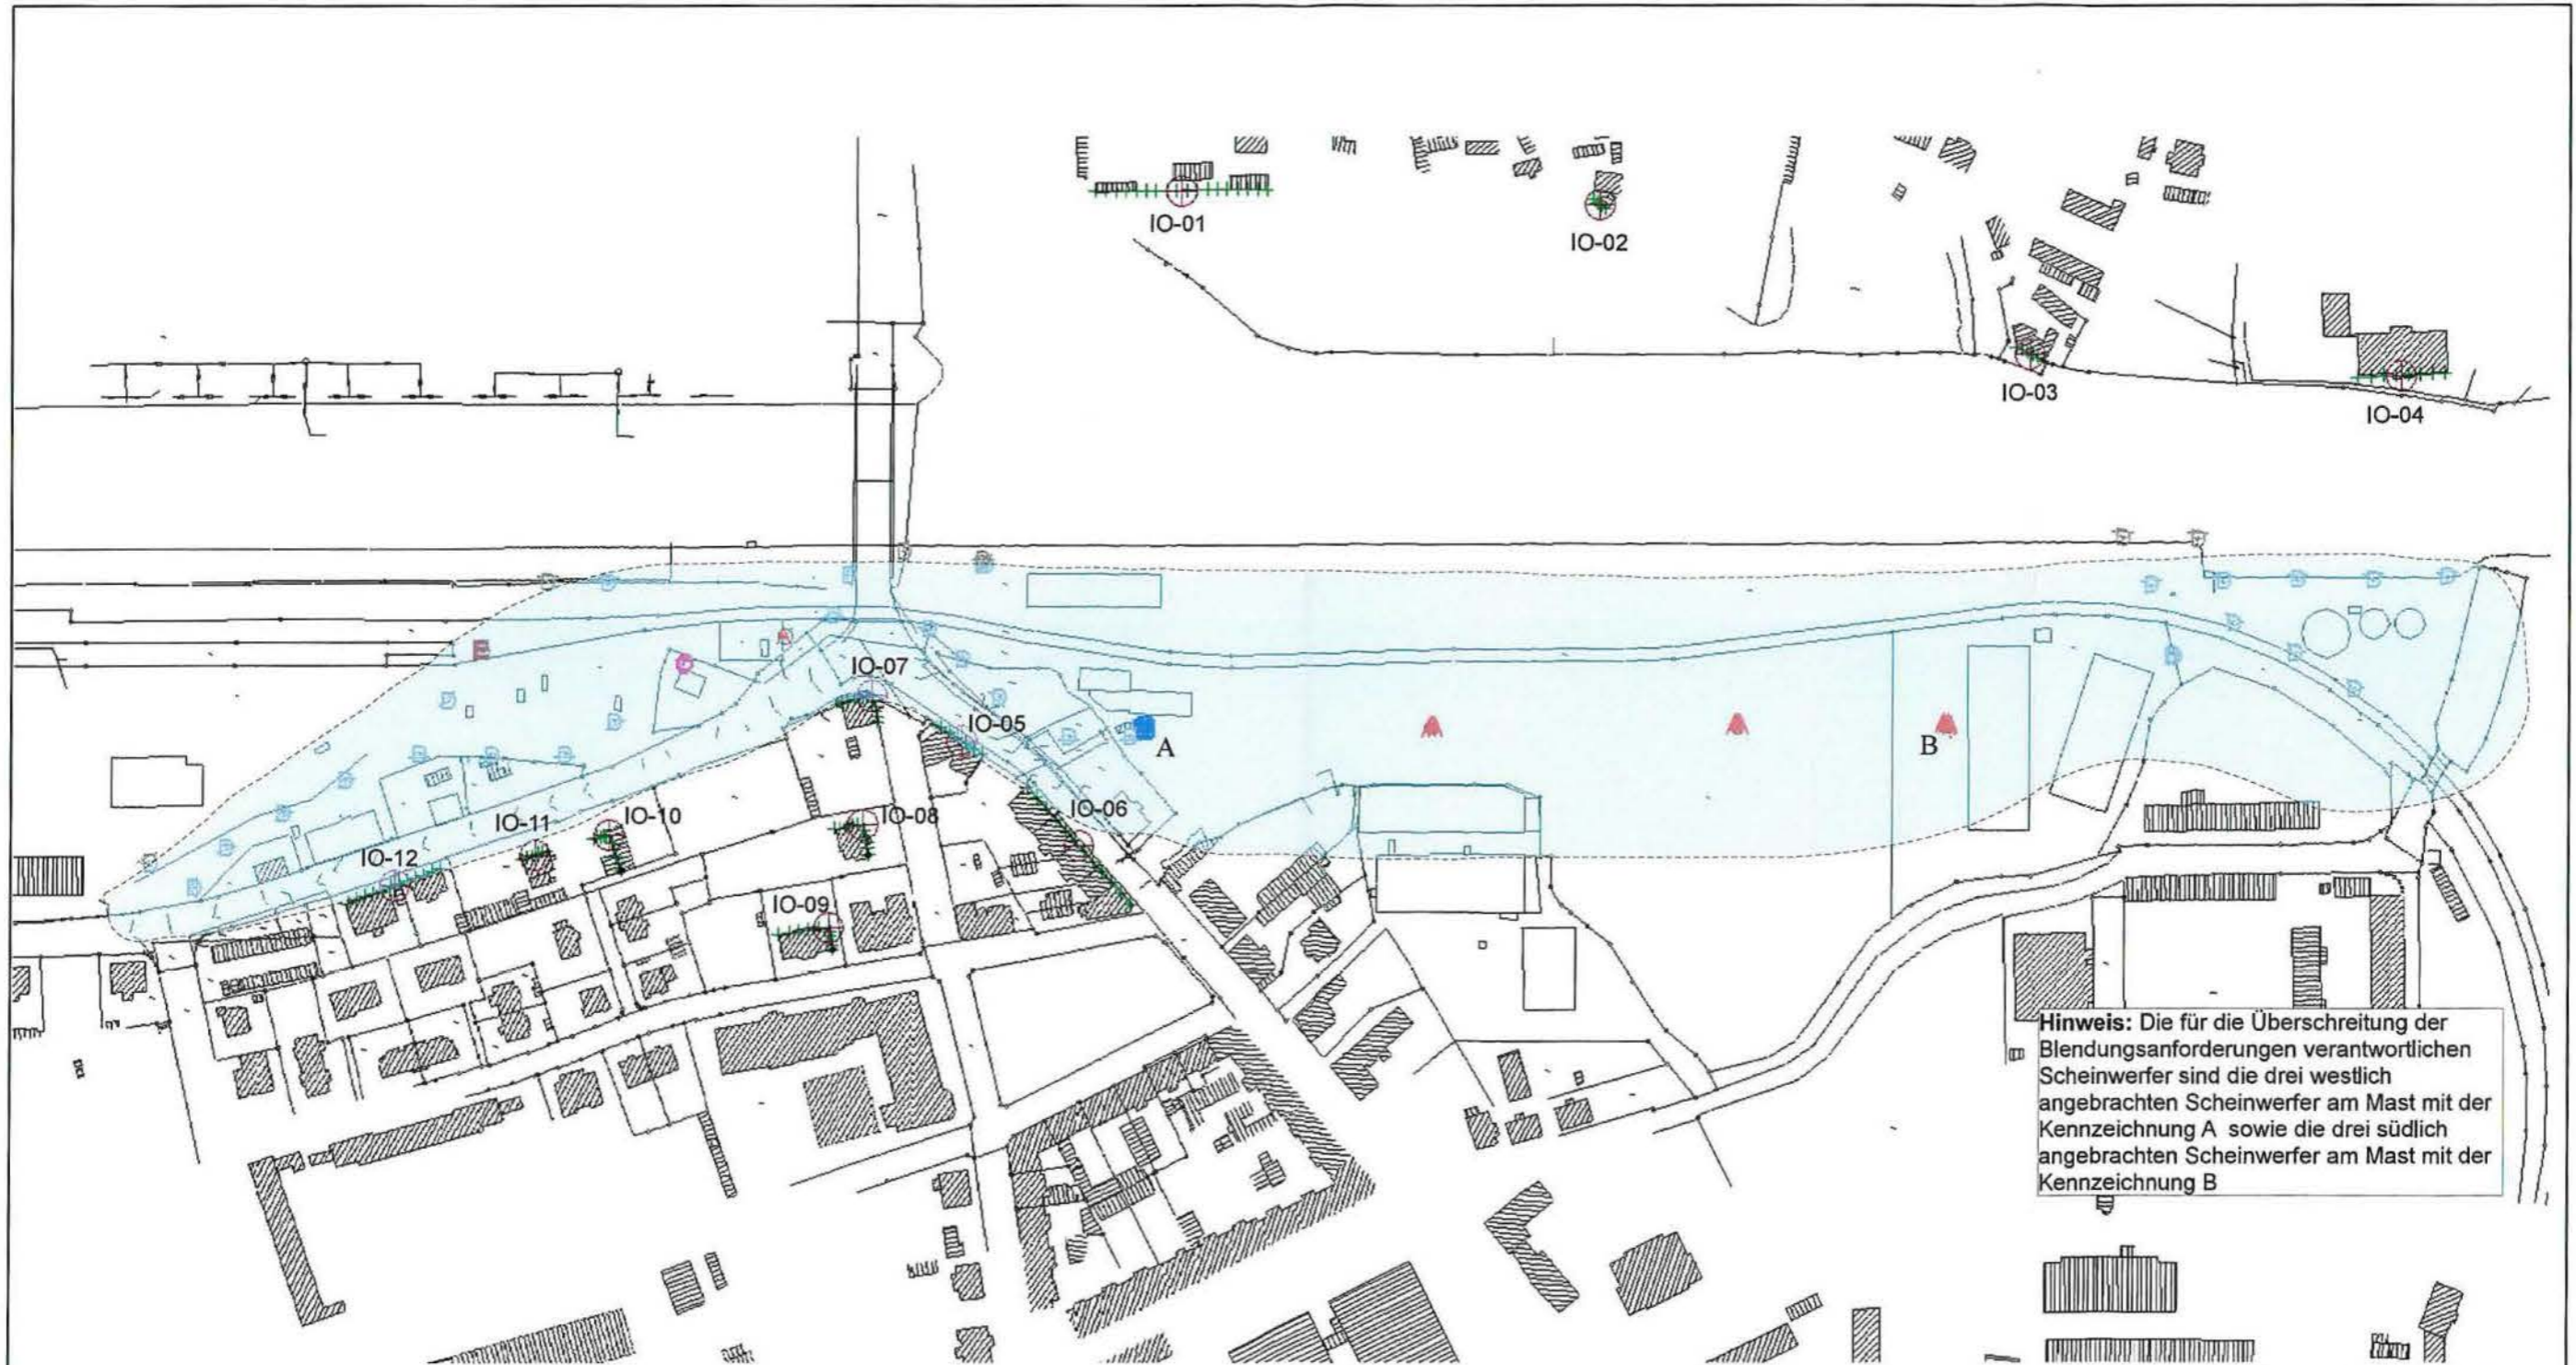 IO-01
IO-02
IO-03
IO-04
IO-07
IO-05
A
B
IO-06
IO-10
IO-08
IO-11
IO-12
IO-09
Hinweis: Die für die Überschreitung der
Blendungsanforderungen verantwortlichen
Scheinwerfer sind die drei westlich
angebrachten Scheinwerfer am Mast mit der
Kennzeichnung A sowie die drei südlich
angebrachten Scheinwerfer am Mast mit der
Kennzeichnung B